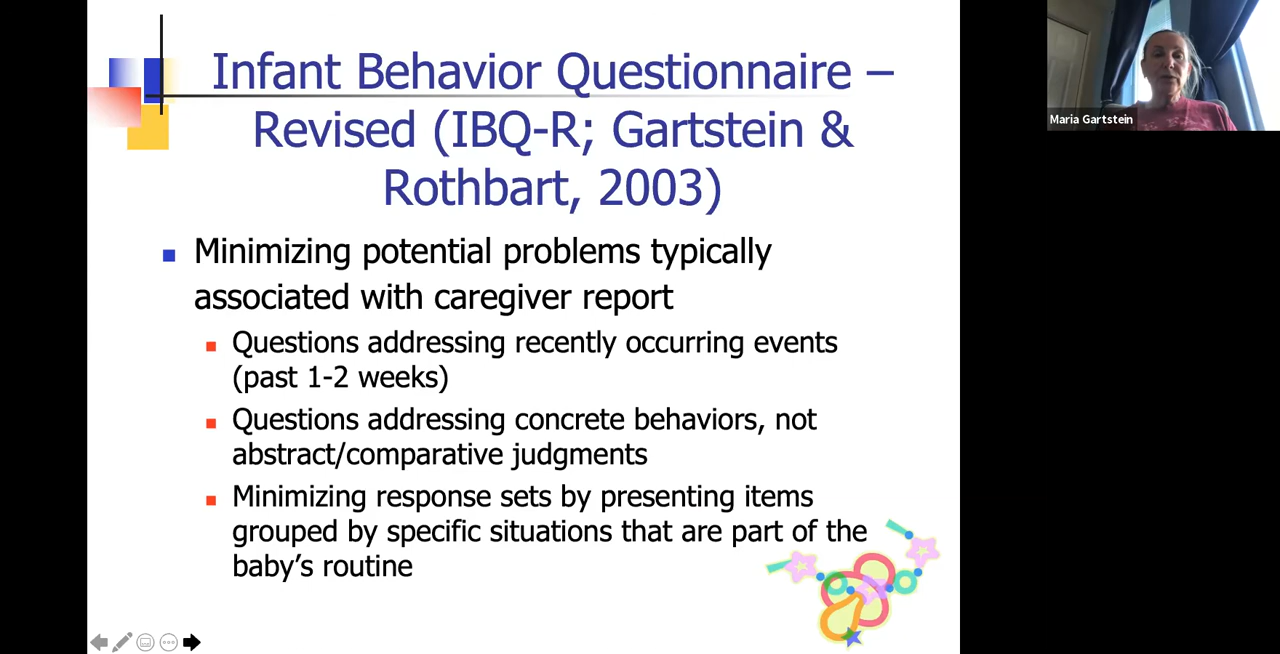 Infant Behavior Questionnaire –
Revised (IBQ-R; Gartstein &
Rothbart, 2003)
Minimizing potential problems typically
associated with caregiver report
Questions addressing recently occurring events
(past 1-2 weeks)
Questions addressing concrete behaviors, not
abstract/comparative judgments
Minimizing response sets by presenting items
grouped by specific situations that are part of the
baby’s routine
Maria Gartstein